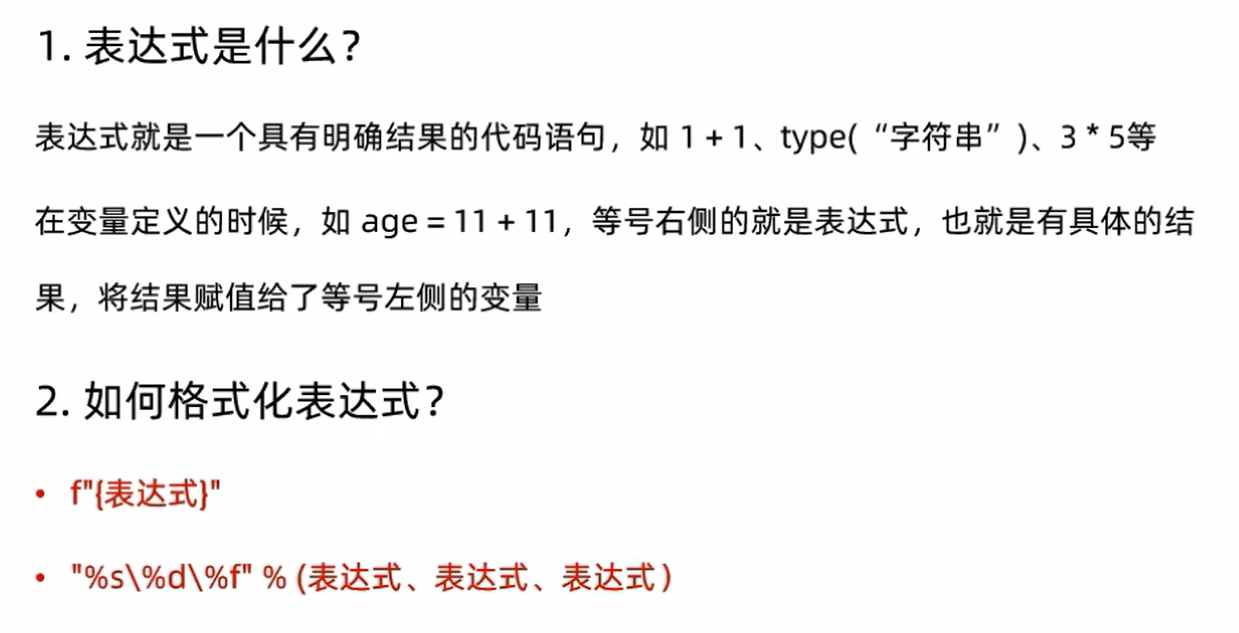 1. 表达式是什么？
表达式就是一个具有明确结果的代码语句，如 1 + 1、type(“字符串”)、3 * 5等
在变量定义的时候，如 age = 11 + 11，等号右侧的就是表达式，也就是有具体的结
果，将结果赋值给了等号左侧的变量
2. 如何格式化表达式？
• f"{表达式}"
• "%s\%d\%f" % (表达式、表达式、表达式)